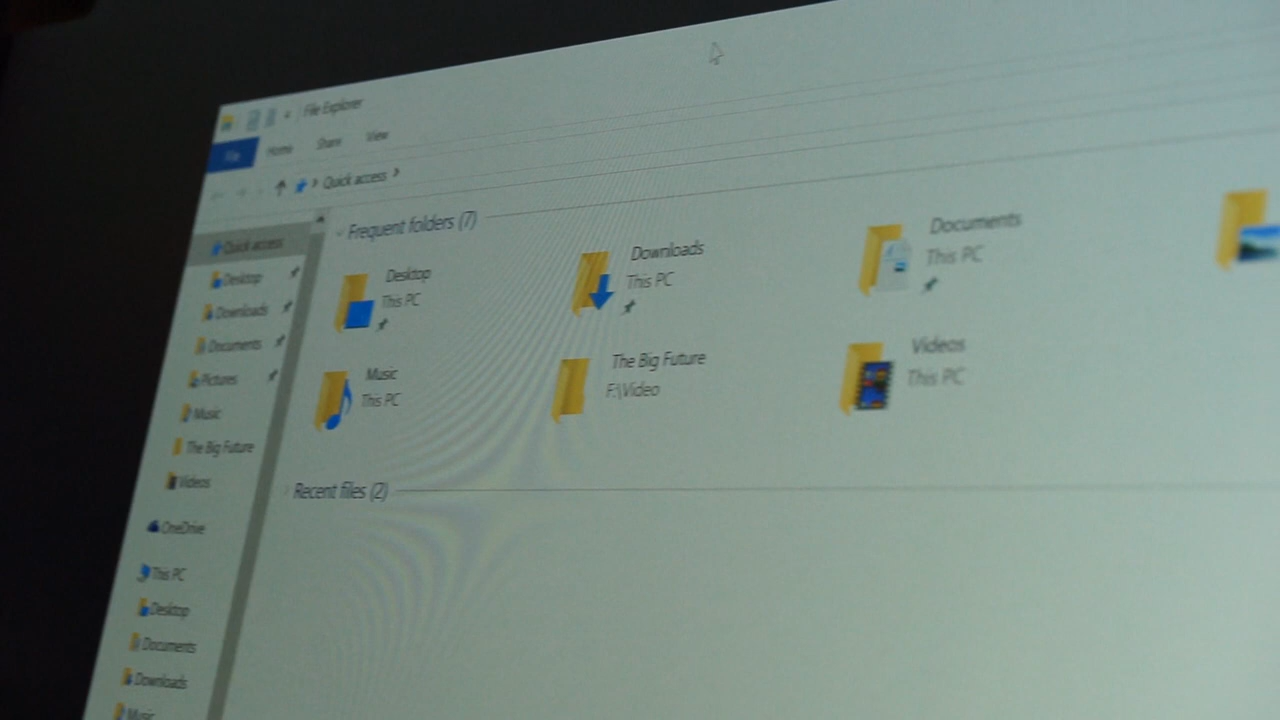 File Explorer
File
Home
Share
View
Quick access
Frequent folders (7)
Desktop
This PC
Downloads
This PC
Documents
This PC
Music
This PC
The Big Future
F:\Video
Videos
This PC
Recent files (2)
Quick access
Desktop
Downloads
Documents
Pictures
Music
The Big Future
Videos
OneDrive
This PC
Desktop
Documents
Downloads
Music